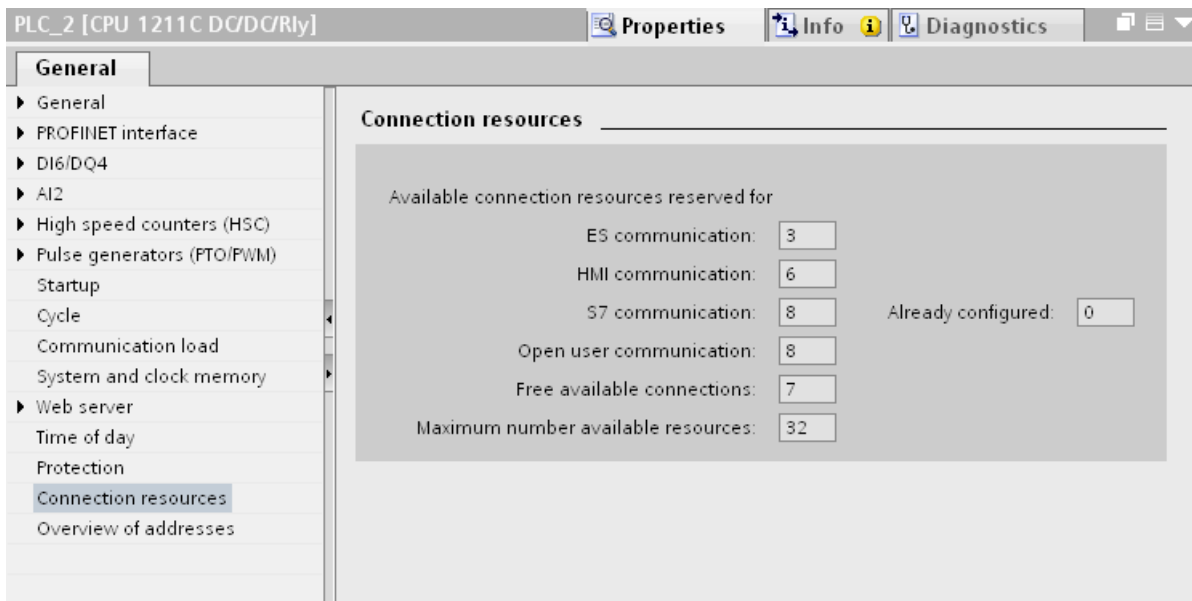 PLC_2 [CPU 1211C DC/DC/Rly]
Properties
Info
Diagnostics
General
General
PROFINET interface
DI6/DQ4
AI2
High speed counters (HSC)
Pulse generators (PTO/PWM)
Startup
Cycle
Communication load
System and clock memory
Web server
Time of day
Protection
Connection resources
Overview of addresses
Connection resources
Available connection resources reserved for
ES communication: 3
HMI communication: 6
S7 communication: 8 Already configured: 0
Open user communication: 8
Free available connections: 7
Maximum number available resources: 32